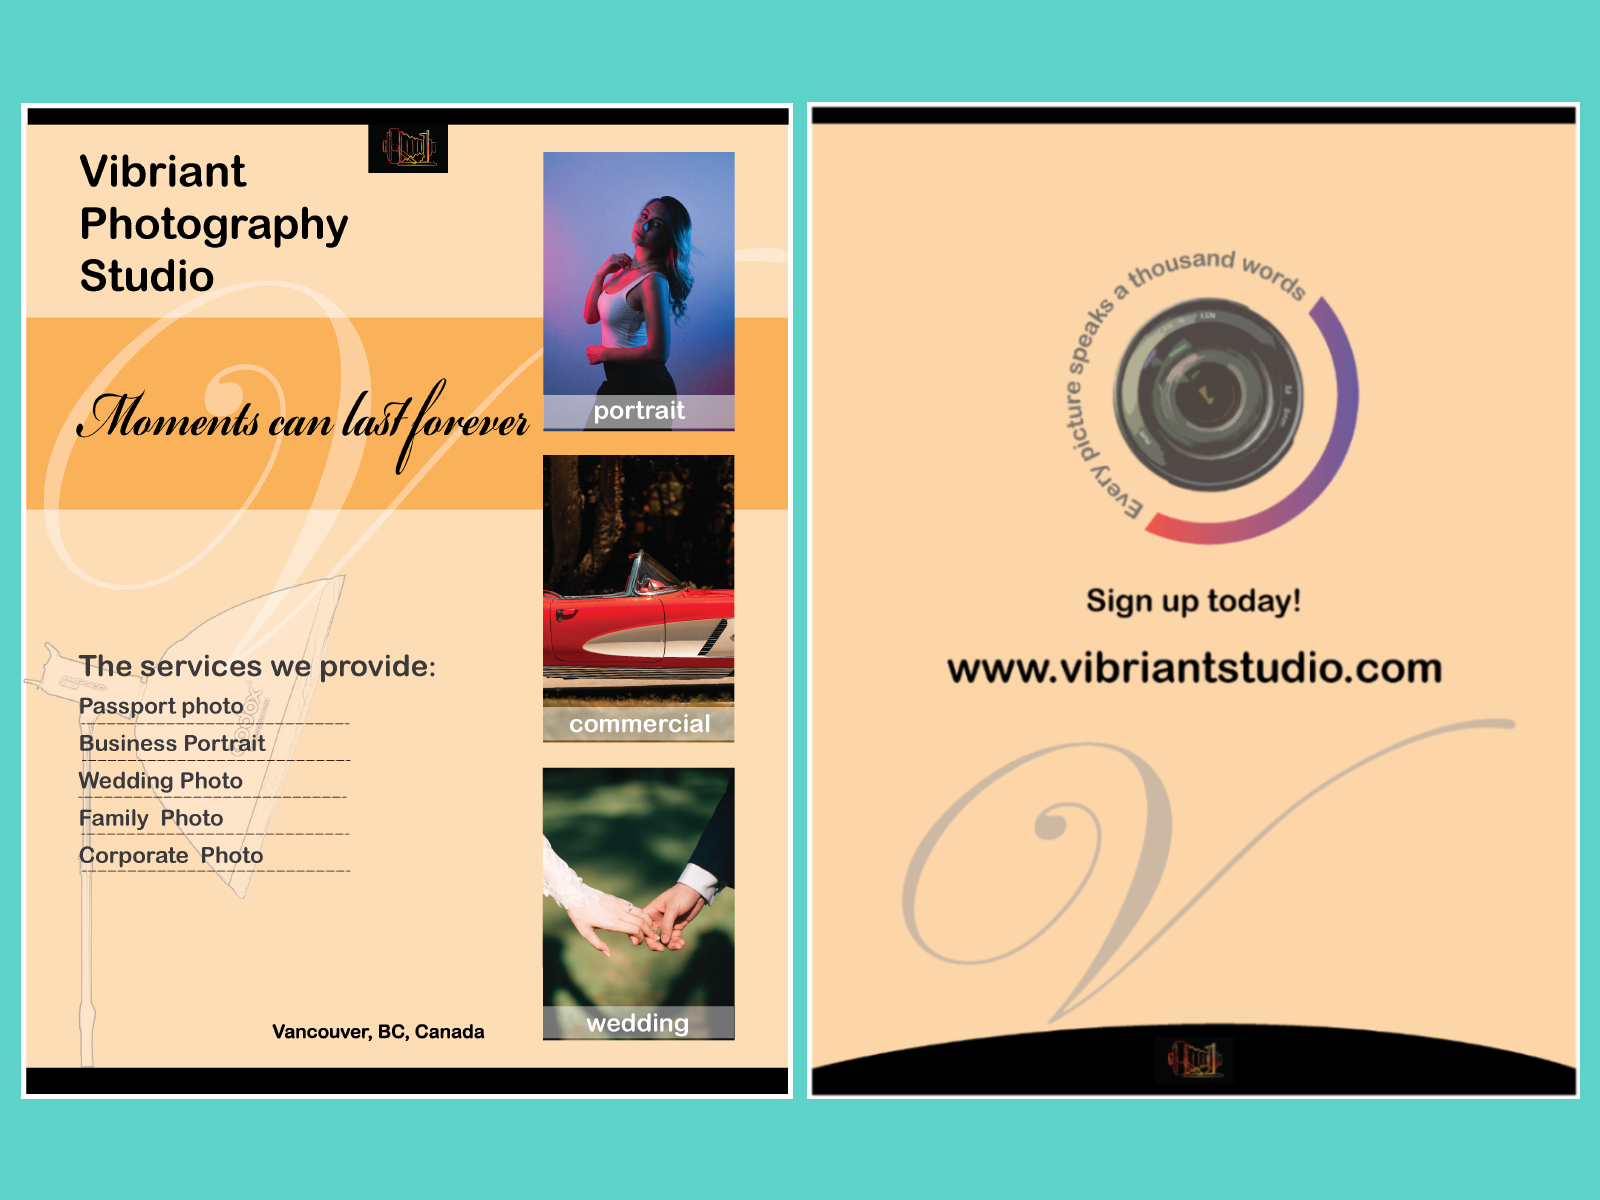 Vibriant
Photography
Studio
Moments can last forever
The services we provide:
Passport photo
Business Portrait
Wedding Photo
Family Photo
Corporate Photo
Vancouver, BC, Canada
portrait
commercial
wedding
Every picture speaks a thousand words
Sign up today!
www.vibriantstudio.com